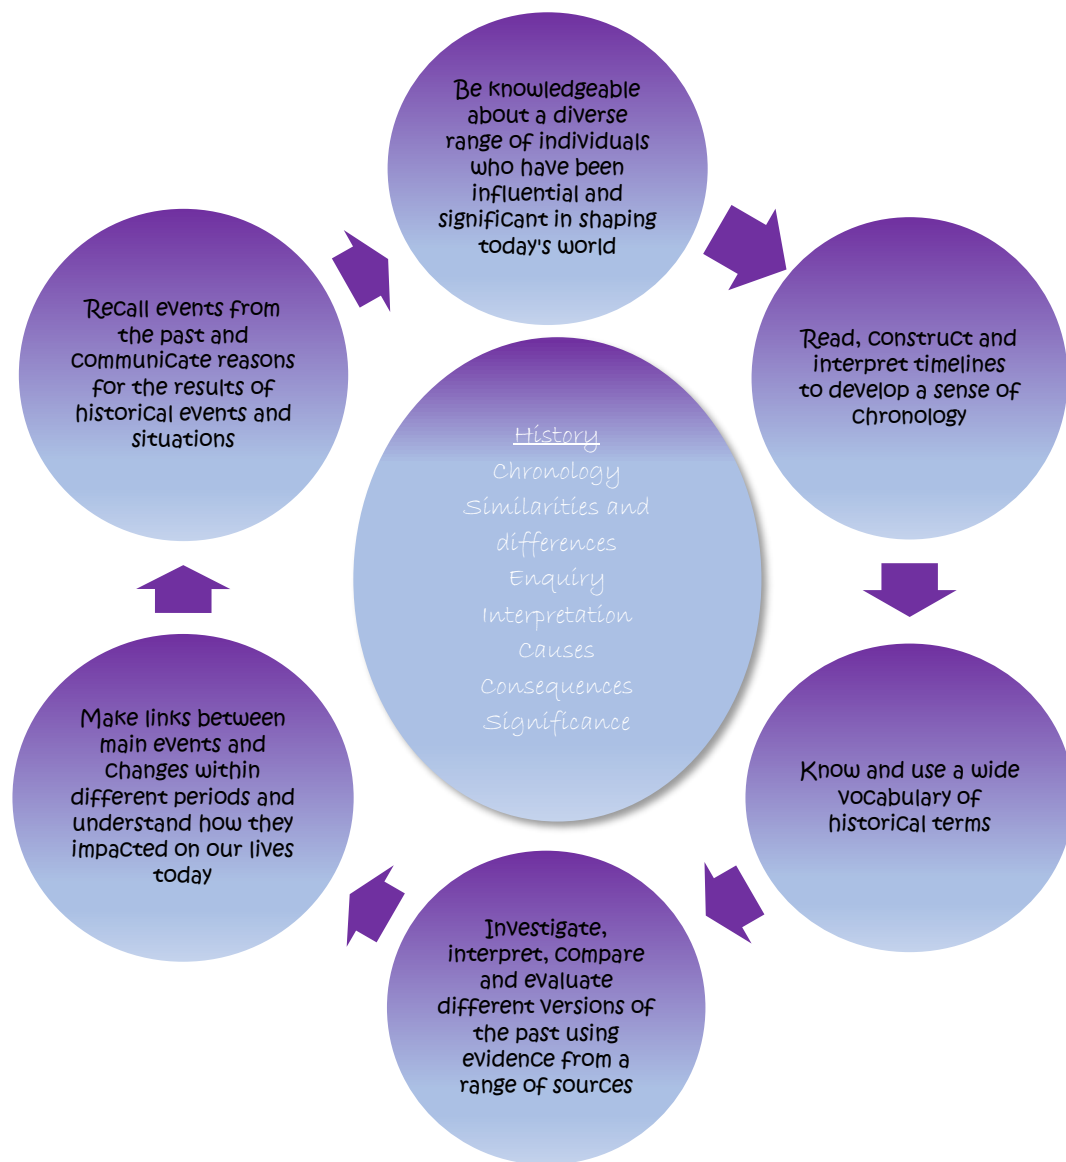 Be knowledgeable
about a diverse
range of individuals
who have been
influential and
significant in shaping
today's world
Read, construct and
interpret timelines
to develop a sense of
chronology
Know and use a wide
vocabulary of
historical terms
Investigate,
interpret, compare
and evaluate
different versions of
the past using
evidence from a
range of sources
Make links between
main events and
changes within
different periods and
understand how they
impacted on our lives
today
Recall events from
the past and
communicate reasons
for the results of
historical events and
situations
History
Chronology
Similarities and
differences
Enquiry
Interpretation
Causes
Consequences
Significance